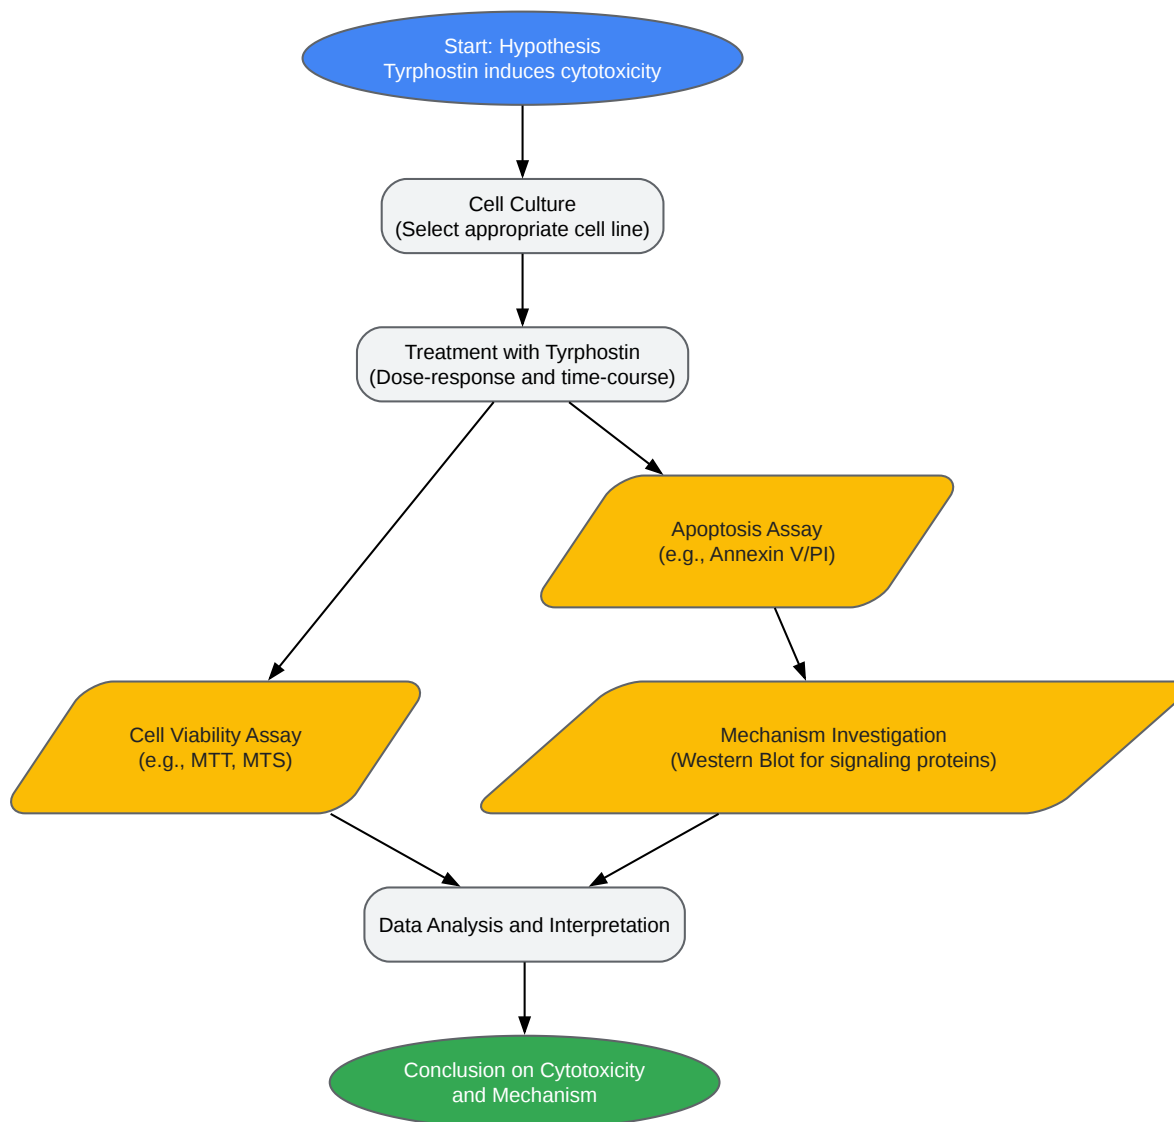 Start: Hypothesis
Tyrphostin induces cytotoxicity
Cell Culture
(Select appropriate cell line)
Treatment with Tyrphostin
(Dose-response and time-course)
Apoptosis Assay
(e.g., Annexin V/PI)
Cell Viability Assay
(e.g., MTT, MTS)
Mechanism Investigation
(Western Blot for signaling proteins)
Data Analysis and Interpretation
Conclusion on Cytotoxicity
and Mechanism